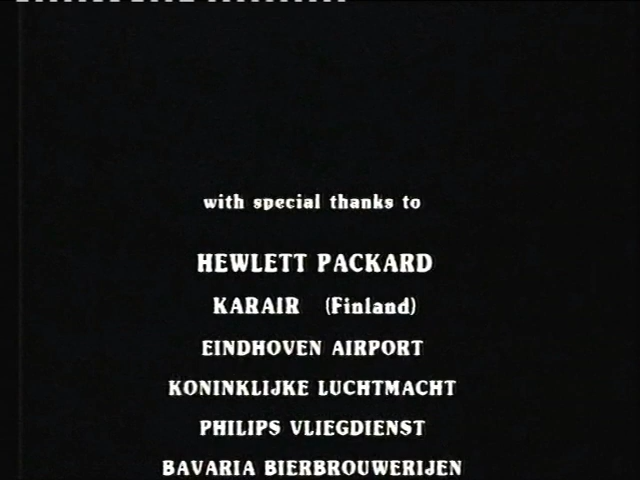 with special thanks to
HEWLETT PACKARD
KARAIR (Finland)
EINDHOVEN AIRPORT
KONINKLIJKE LUCHTMACHT
PHILIPS VLIEGDIENST
BAVARIA BIERBROUWERIJEN